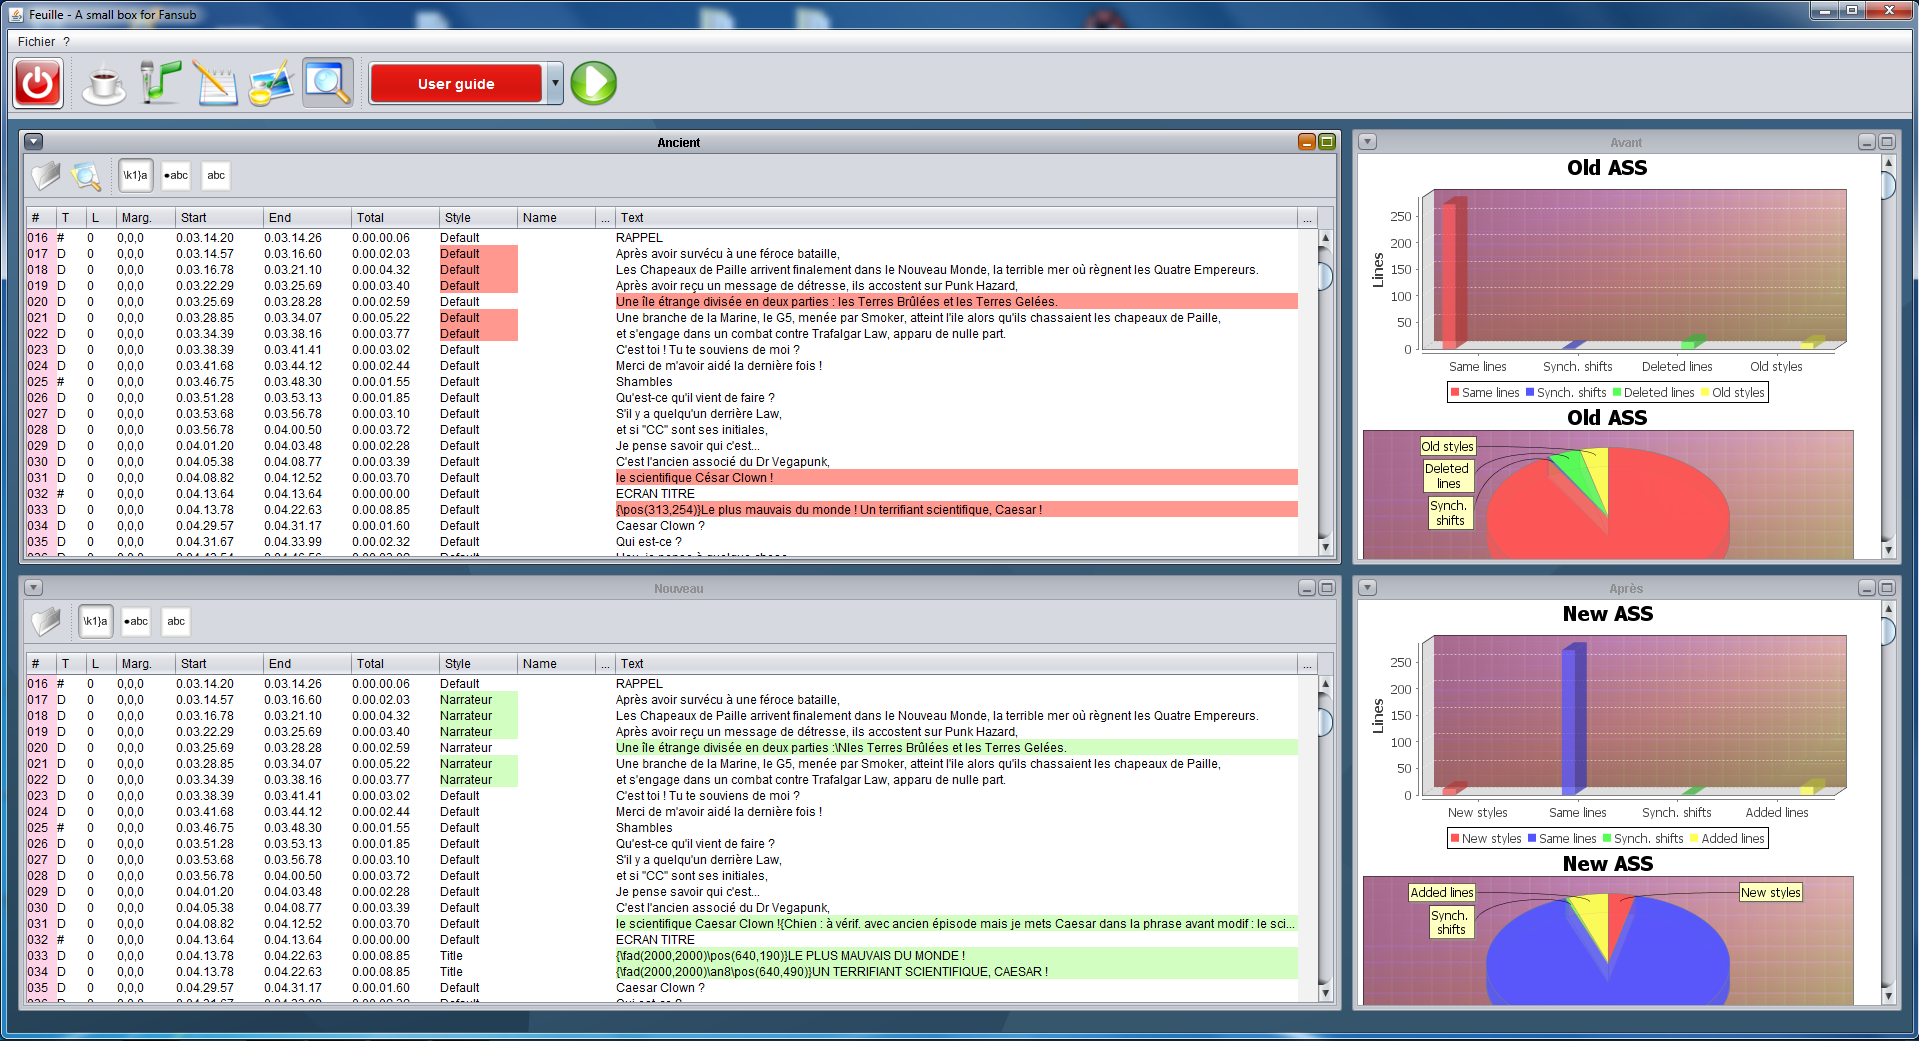 Feuille - A small box for Fansub
Fichier ?
User guide
Ancient
\k1}a ●abc abc
# T L Marg. Start End Total Style Name ... Text ...
016 # 0 0,0,0 0.03.14.20 0.03.14.26 0.00.00.06 Default RAPPEL
017 D 0 0,0,0 0.03.14.57 0.03.16.60 0.00.02.03 Default Après avoir survécu à une féroce bataille,
018 D 0 0,0,0 0.03.16.78 0.03.21.10 0.00.04.32 Default Les Chapeaux de Paille arrivent finalement dans le Nouveau Monde, la terrible mer où règnent les Quatre Empereurs.
019 D 0 0,0,0 0.03.22.29 0.03.25.69 0.00.03.40 Default Après avoir reçu un message de détresse, ils accostent sur Punk Hazard,
020 D 0 0,0,0 0.03.25.69 0.03.28.28 0.00.02.59 Default Une île étrange divisée en deux parties : les Terres Brûlées et les Terres Gelées.
021 D 0 0,0,0 0.03.28.85 0.03.34.07 0.00.05.22 Default Une branche de la Marine, le G5, menée par Smoker, atteint l'ile alors qu'ils chassaient les chapeaux de Paille,
022 D 0 0,0,0 0.03.34.39 0.03.38.16 0.00.03.77 Default et s'engage dans un combat contre Trafalgar Law, apparu de nulle part.
023 D 0 0,0,0 0.03.38.39 0.03.41.41 0.00.03.02 Default C'est toi ! Tu te souviens de moi ?
024 D 0 0,0,0 0.03.41.68 0.03.44.12 0.00.02.44 Default Merci de m'avoir aidé la dernière fois !
025 # 0 0,0,0 0.03.46.75 0.03.48.30 0.00.01.55 Default Shambles
026 D 0 0,0,0 0.03.51.28 0.03.53.13 0.00.01.85 Default Qu'est-ce qu'il vient de faire ?
027 D 0 0,0,0 0.03.53.68 0.03.56.78 0.00.03.10 Default S'il y a quelqu'un derrière Law,
028 D 0 0,0,0 0.03.56.78 0.04.00.50 0.00.03.72 Default et si "CC" sont ses initiales,
029 D 0 0,0,0 0.04.01.20 0.04.03.48 0.00.02.28 Default Je pense savoir qui c'est...
030 D 0 0,0,0 0.04.05.38 0.04.08.77 0.00.03.39 Default C'est l'ancien associé du Dr Vegapunk,
031 D 0 0,0,0 0.04.08.82 0.04.12.52 0.00.03.70 Default le scientifique César Clown !
032 # 0 0,0,0 0.04.13.64 0.04.13.64 0.00.00.00 Default ECRAN TITRE
033 D 0 0,0,0 0.04.13.78 0.04.22.63 0.00.08.85 Default {\pos(313,254)}Le plus mauvais du monde ! Un terrifiant scientifique, Caesar !
034 D 0 0,0,0 0.04.29.57 0.04.31.17 0.00.01.60 Default Caesar Clown ?
035 D 0 0,0,0 0.04.31.67 0.04.33.99 0.00.02.32 Default Qui est-ce ?
Avant
Old ASS
Lines
250
200
150
100
50
0
Same lines Synch. shifts Deleted lines Old styles
Same lines Synch. shifts Deleted lines Old styles
Old ASS
Old styles
Deleted
lines
Synch.
shifts
Nouveau
\k1}a ●abc abc
# T L Marg. Start End Total Style Name ... Text ...
016 # 0 0,0,0 0.03.14.20 0.03.14.26 0.00.00.06 Default RAPPEL
017 D 0 0,0,0 0.03.14.57 0.03.16.60 0.00.02.03 Narrateur Après avoir survécu à une féroce bataille,
018 D 0 0,0,0 0.03.16.78 0.03.21.10 0.00.04.32 Narrateur Les Chapeaux de Paille arrivent finalement dans le Nouveau Monde, la terrible mer où règnent les Quatre Empereurs.
019 D 0 0,0,0 0.03.22.29 0.03.25.69 0.00.03.40 Narrateur Après avoir reçu un message de détresse, ils accostent sur Punk Hazard,
020 D 0 0,0,0 0.03.25.69 0.03.28.28 0.00.02.59 Narrateur Une île étrange divisée en deux parties :\Nles Terres Brûlées et les Terres Gelées.
021 D 0 0,0,0 0.03.28.85 0.03.34.07 0.00.05.22 Narrateur Une branche de la Marine, le G5, menée par Smoker, atteint l'ile alors qu'ils chassaient les chapeaux de Paille,
022 D 0 0,0,0 0.03.34.39 0.03.38.16 0.00.03.77 Narrateur et s'engage dans un combat contre Trafalgar Law, apparu de nulle part.
023 D 0 0,0,0 0.03.38.39 0.03.41.41 0.00.03.02 Default C'est toi ! Tu te souviens de moi ?
024 D 0 0,0,0 0.03.41.68 0.03.44.12 0.00.02.44 Default Merci de m'avoir aidé la dernière fois !
025 # 0 0,0,0 0.03.46.75 0.03.48.30 0.00.01.55 Default Shambles
026 D 0 0,0,0 0.03.51.28 0.03.53.13 0.00.01.85 Default Qu'est-ce qu'il vient de faire ?
027 D 0 0,0,0 0.03.53.68 0.03.56.78 0.00.03.10 Default S'il y a quelqu'un derrière Law,
028 D 0 0,0,0 0.03.56.78 0.04.00.50 0.00.03.72 Default et si "CC" sont ses initiales,
029 D 0 0,0,0 0.04.01.20 0.04.03.48 0.00.02.28 Default Je pense savoir qui c'est...
030 D 0 0,0,0 0.04.05.38 0.04.08.77 0.00.03.39 Default C'est l'ancien associé du Dr Vegapunk,
031 D 0 0,0,0 0.04.08.82 0.04.12.52 0.00.03.70 Default le scientifique Caesar Clown !{Chien : à vérif. avec ancien épisode mais je mets Caesar dans la phrase avant modif : le sci...
032 # 0 0,0,0 0.04.13.64 0.04.13.64 0.00.00.00 Default ECRAN TITRE
033 D 0 0,0,0 0.04.13.78 0.04.22.63 0.00.08.85 Title {\fad(2000,2000)\pos(640,190)}LE PLUS MAUVAIS DU MONDE !
034 D 0 0,0,0 0.04.13.78 0.04.22.63 0.00.08.85 Title {\fad(2000,2000)\an8\pos(640,490)}UN TERRIFIANT SCIENTIFIQUE, CAESAR !
035 D 0 0,0,0 0.04.29.57 0.04.31.17 0.00.01.60 Default Caesar Clown ?
Après
New ASS
Lines
250
200
150
100
50
0
New styles Same lines Synch. shifts Added lines
New styles Same lines Synch. shifts Added lines
New ASS
Added lines New styles
Synch.
shifts